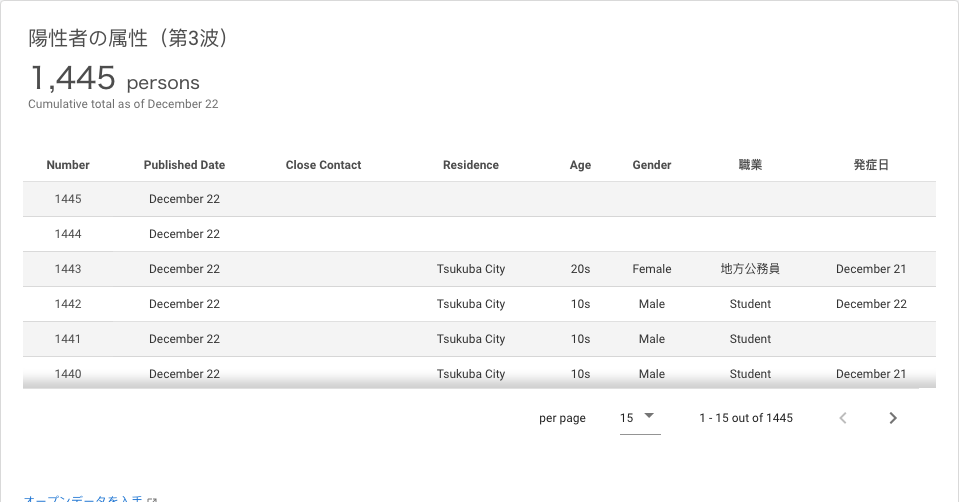 陽性者の属性（第3波）
1,445 persons
Cumulative total as of December 22
Number Published Date Close Contact Residence Age Gender 職業 発症日
1445 December 22
1444 December 22
1443 December 22 Tsukuba City 20s Female 地方公務員 December 21
1442 December 22 Tsukuba City 10s Male Student December 22
1441 December 22 Tsukuba City 10s Male Student
1440 December 22 Tsukuba City 10s Male Student December 21
per page 15 1 - 15 out of 1445
オープンデータを入手